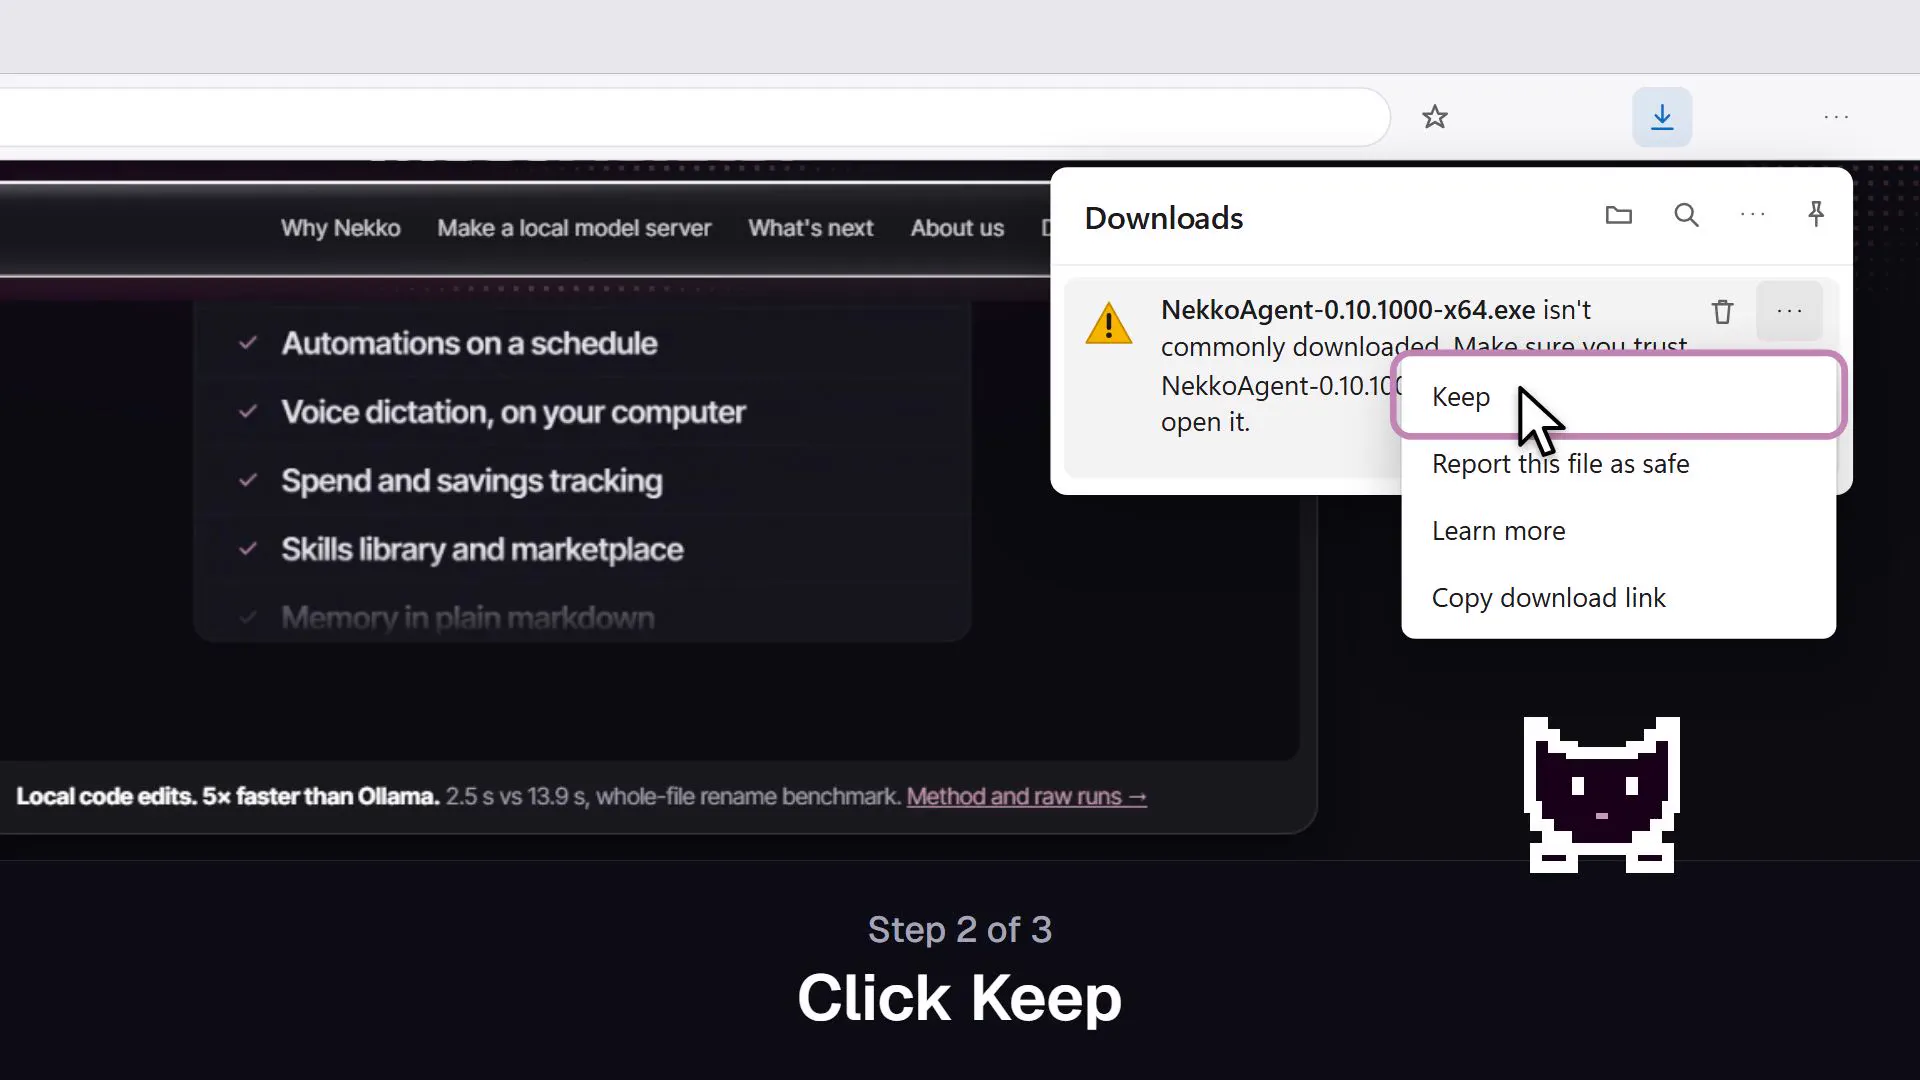 Why Nekko Make a local model server What's next About us
Downloads
NekkoAgent-0.10.1000-x64.exe isn't
commonly downloaded. Make sure you trust
NekkoAgent-0.10.100
open it.
Keep
Report this file as safe
Learn more
Copy download link
Automations on a schedule
Voice dictation, on your computer
Spend and savings tracking
Skills library and marketplace
Memory in plain markdown
Local code edits. 5× faster than Ollama. 2.5 s vs 13.9 s, whole-file rename benchmark. Method and raw runs →
Step 2 of 3
Click Keep